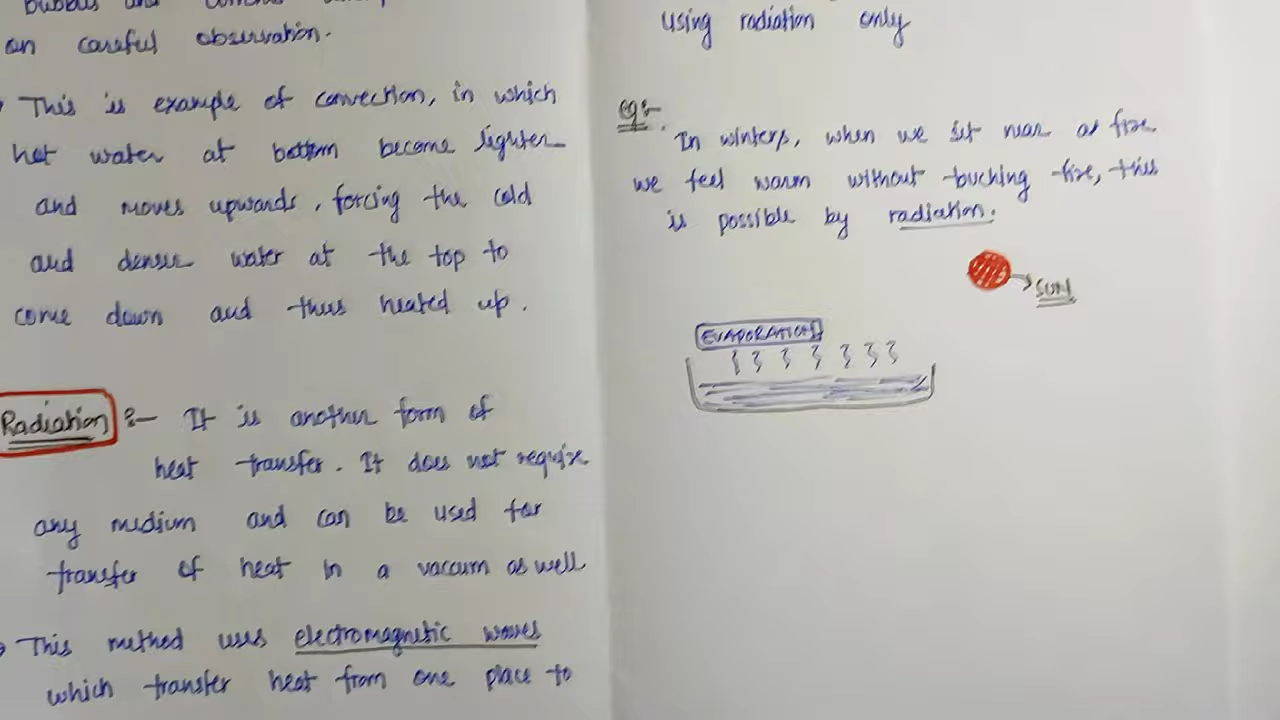 an careful observation.
This is example of convection, in which
hot water at bottom become lighter
and moves upwards, forcing the cold
and denser water at the top to
come down and thus heated up.
Radiation :- It is another form of
heat transfer. It does not require
any medium and can be used for
transfer of heat in a vaccum as well
This method uses electromagnetic waves
which transfer heat from one place to
using radiation only
eg:-
In winters, when we sit near as fire
we feel warm without touching fire, this
is possible by radiation.
SUN
EVAPORATION